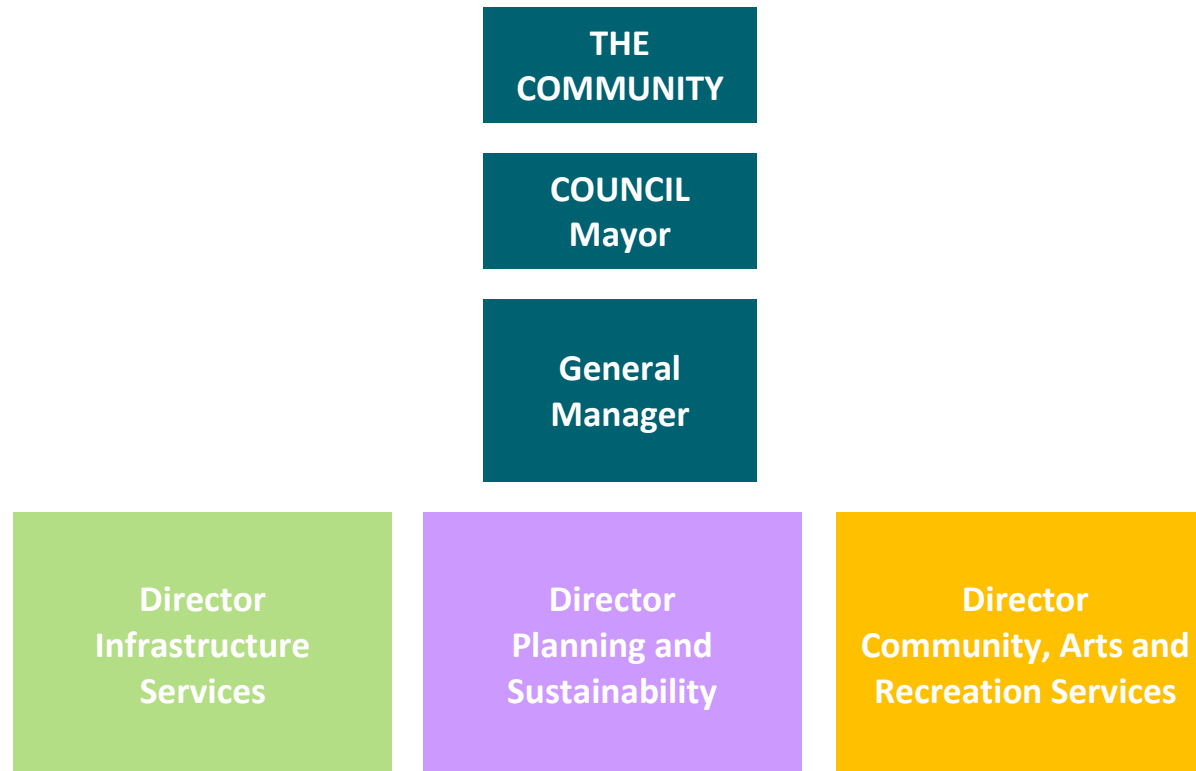 THE
COMMUNITY
COUNCIL
Mayor
General
Manager
Director
Infrastructure
Services
Director
Planning and
Sustainability
Director
Community, Arts and
Recreation Services